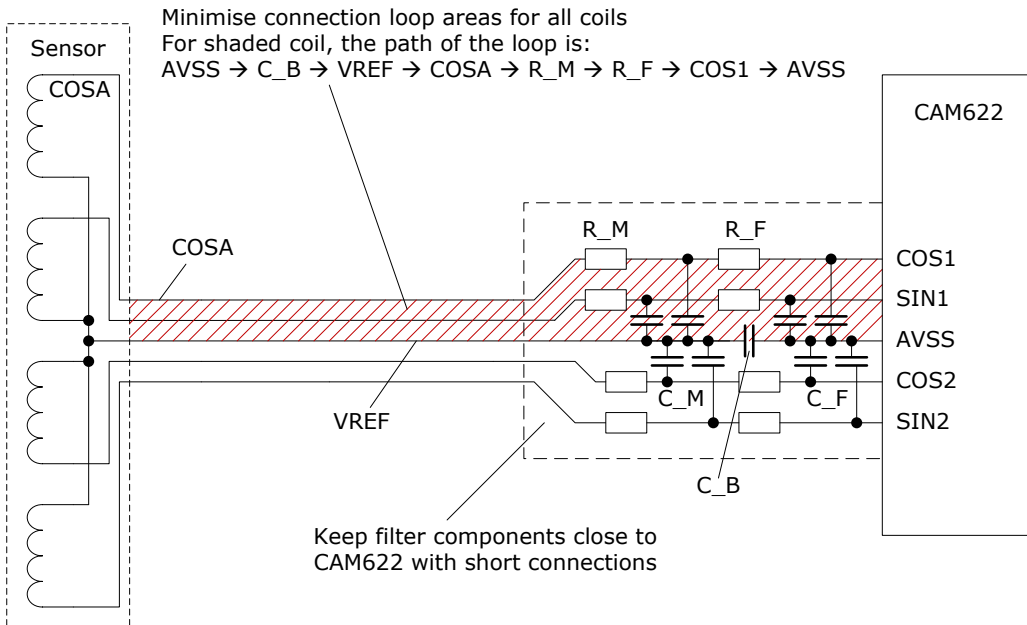 Minimise connection loop areas for all coils
For shaded coil, the path of the loop is:
AVSS → C_B → VREF → COSA → R_M → R_F → COS1 → AVSS
Sensor
COSA
CAM622
COSA
R_M
R_F
COS1
SIN1
AVSS
COS2
SIN2
C_M
C_F
VREF
C_B
Keep filter components close to
CAM622 with short connections